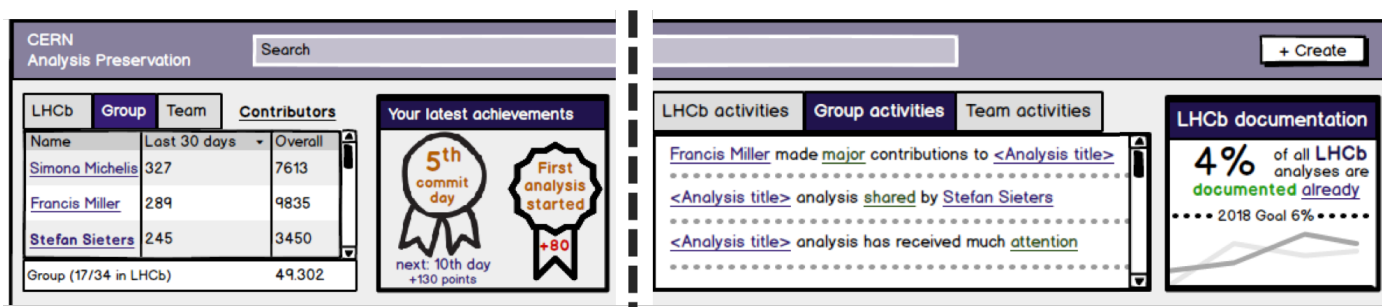 CERN
Analysis Preservation
Search
+ Create
LHCb Group Team Contributors
Name Last 30 days Overall
Simona Michelis 327 7613
Francis Miller 289 9835
Stefan Sieters 245 3450
Group (17/34 in LHCb) 49.302
Your latest achievements
5th
commit
day
next: 10th day
+130 points
First
analysis
started
+80
LHCb activities Group activities Team activities
Francis Miller made major contributions to <Analysis title>
<Analysis title> analysis shared by Stefan Sieters
<Analysis title> analysis has received much attention
LHCb documentation
4% of all LHCb
analyses are
documented already
2018 Goal 6%